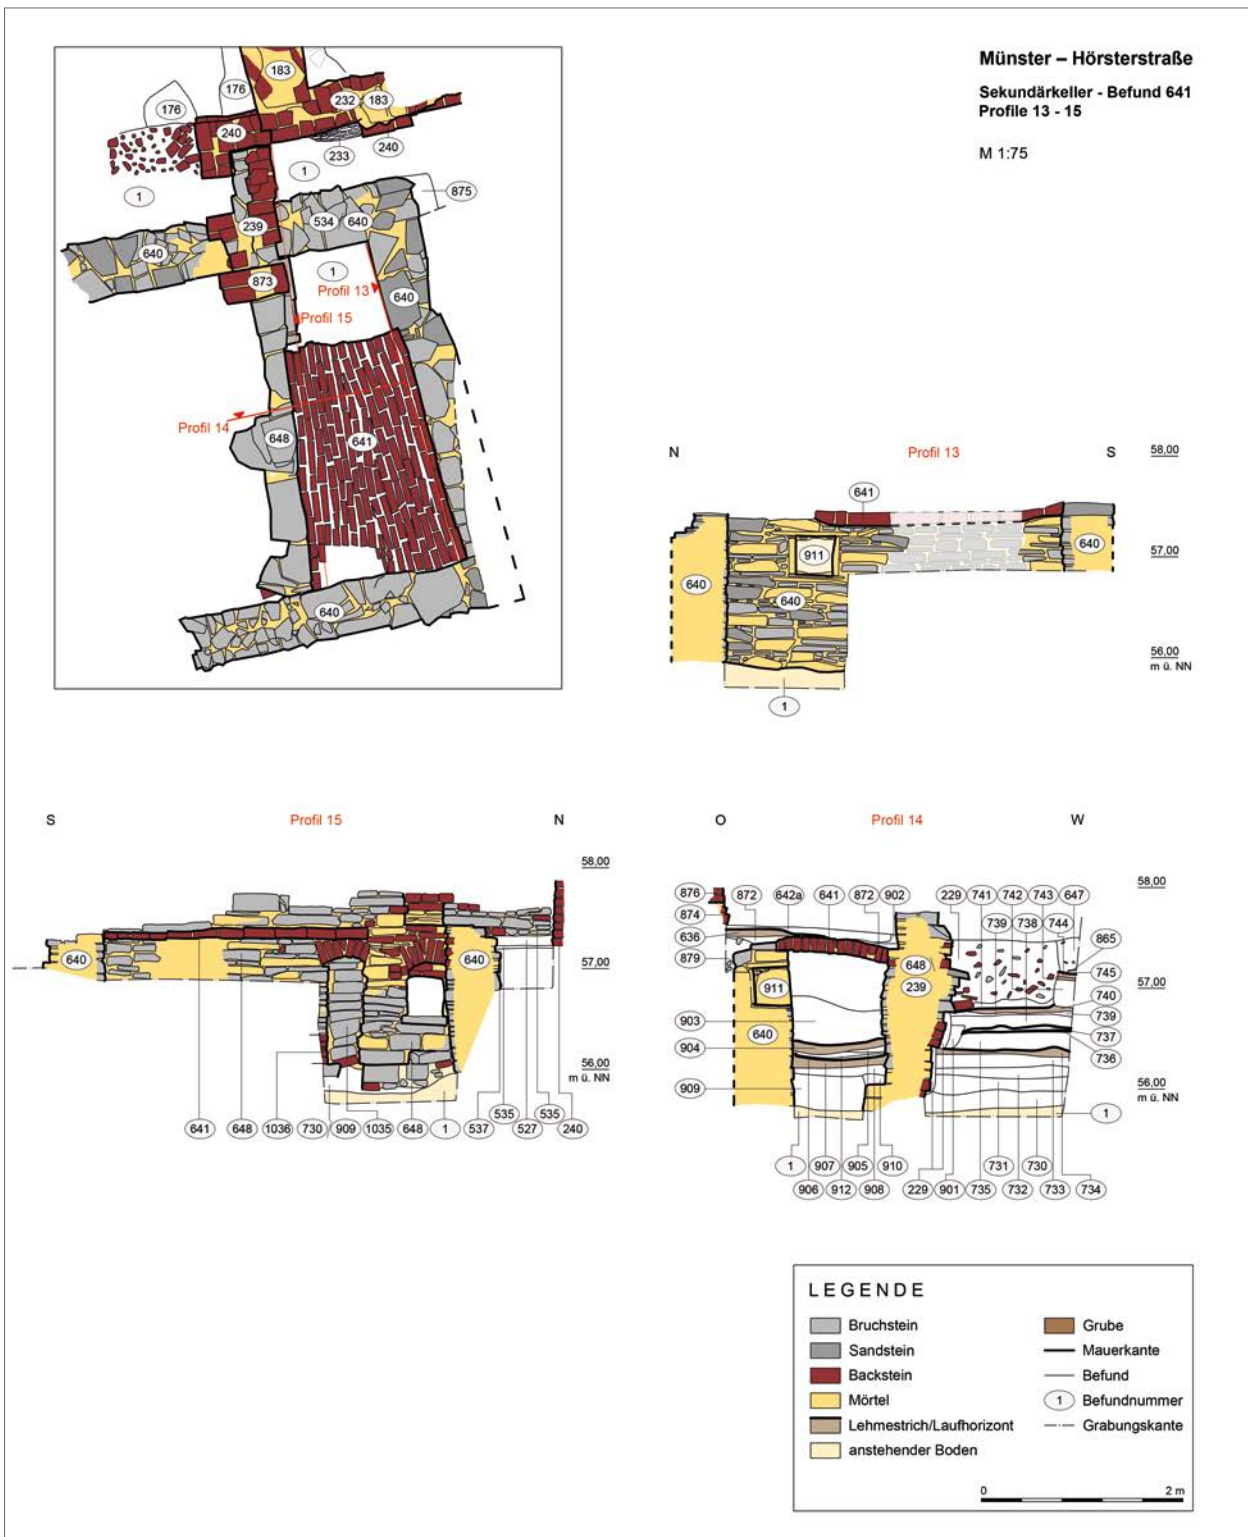 Münster – Hörsterstraße
Sekundärkeller - Befund 641
Profile 13 - 15
M 1:75
183
176
176
232
183
240
233
240
1
1
875
239
534
640
640
1
873
Profil 13
640
Profil 15
Profil 14
648
641
640
N
Profil 13
S
58,00
641
911
57,00
640
640
640
56,00
m ü. NN
1
S
Profil 15
N
58,00
640
640
57,00
56,00
m ü. NN
535
535
641
648
1036
730
909
1035
648
1
537
527
240
O
Profil 14
W
58,00
876
872
642a
641
872
902
229
741
742
743
647
874
739
738
744
636
865
879
648
745
911
239
57,00
740
903
739
640
737
904
736
909
56,00
m ü. NN
1
1
907
905
910
731
730
906
912
908
229
901
735
732
733
734
LEGENDE
Bruchstein
Grube
Sandstein
Mauerkante
Backstein
Befund
Mörtel
1
Befundnummer
Lehmestrich/Laufhorizont
Grabungskante
anstehender Boden
0
2 m